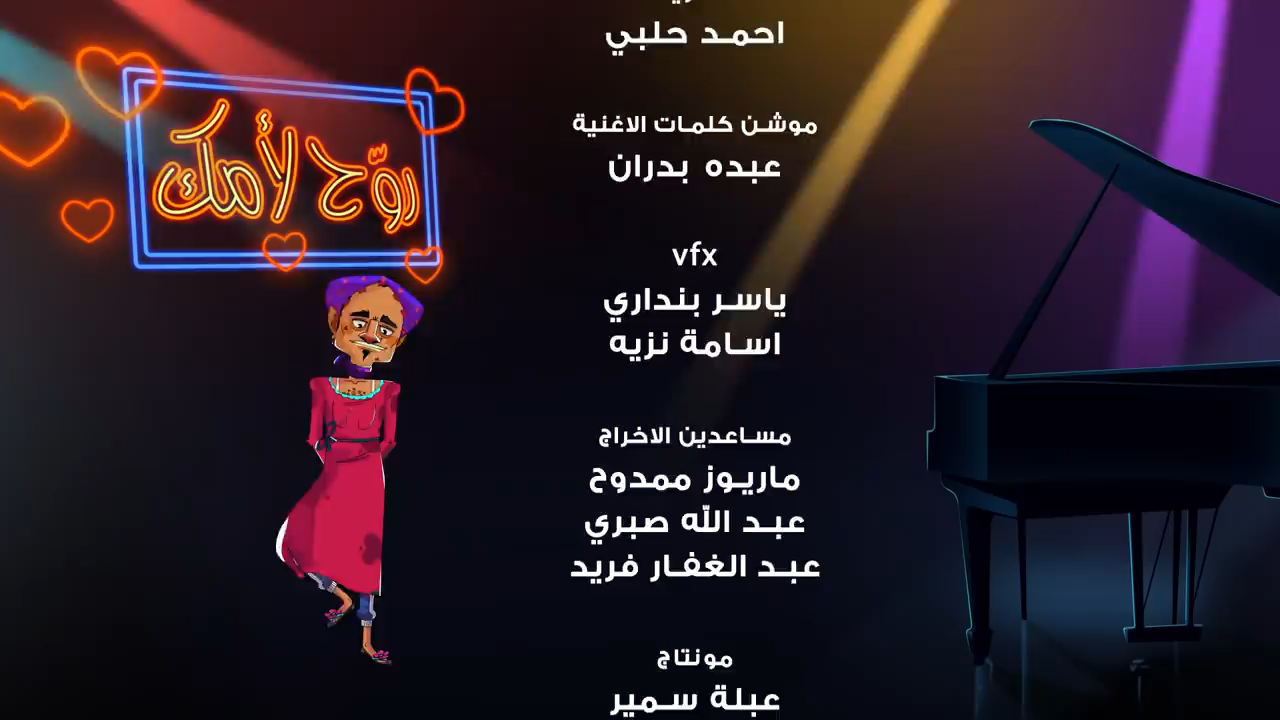 احمد حلبي
موشن كلمات الاغنية
عبده بدران
vfx
ياسر بنداري
اسامة نزيه
مساعدين الاخراج
ماريوز ممدوح
عبد الله صبري
عبد الغفار فريد
مونتاج
عبلة سمير
روّح لأمك